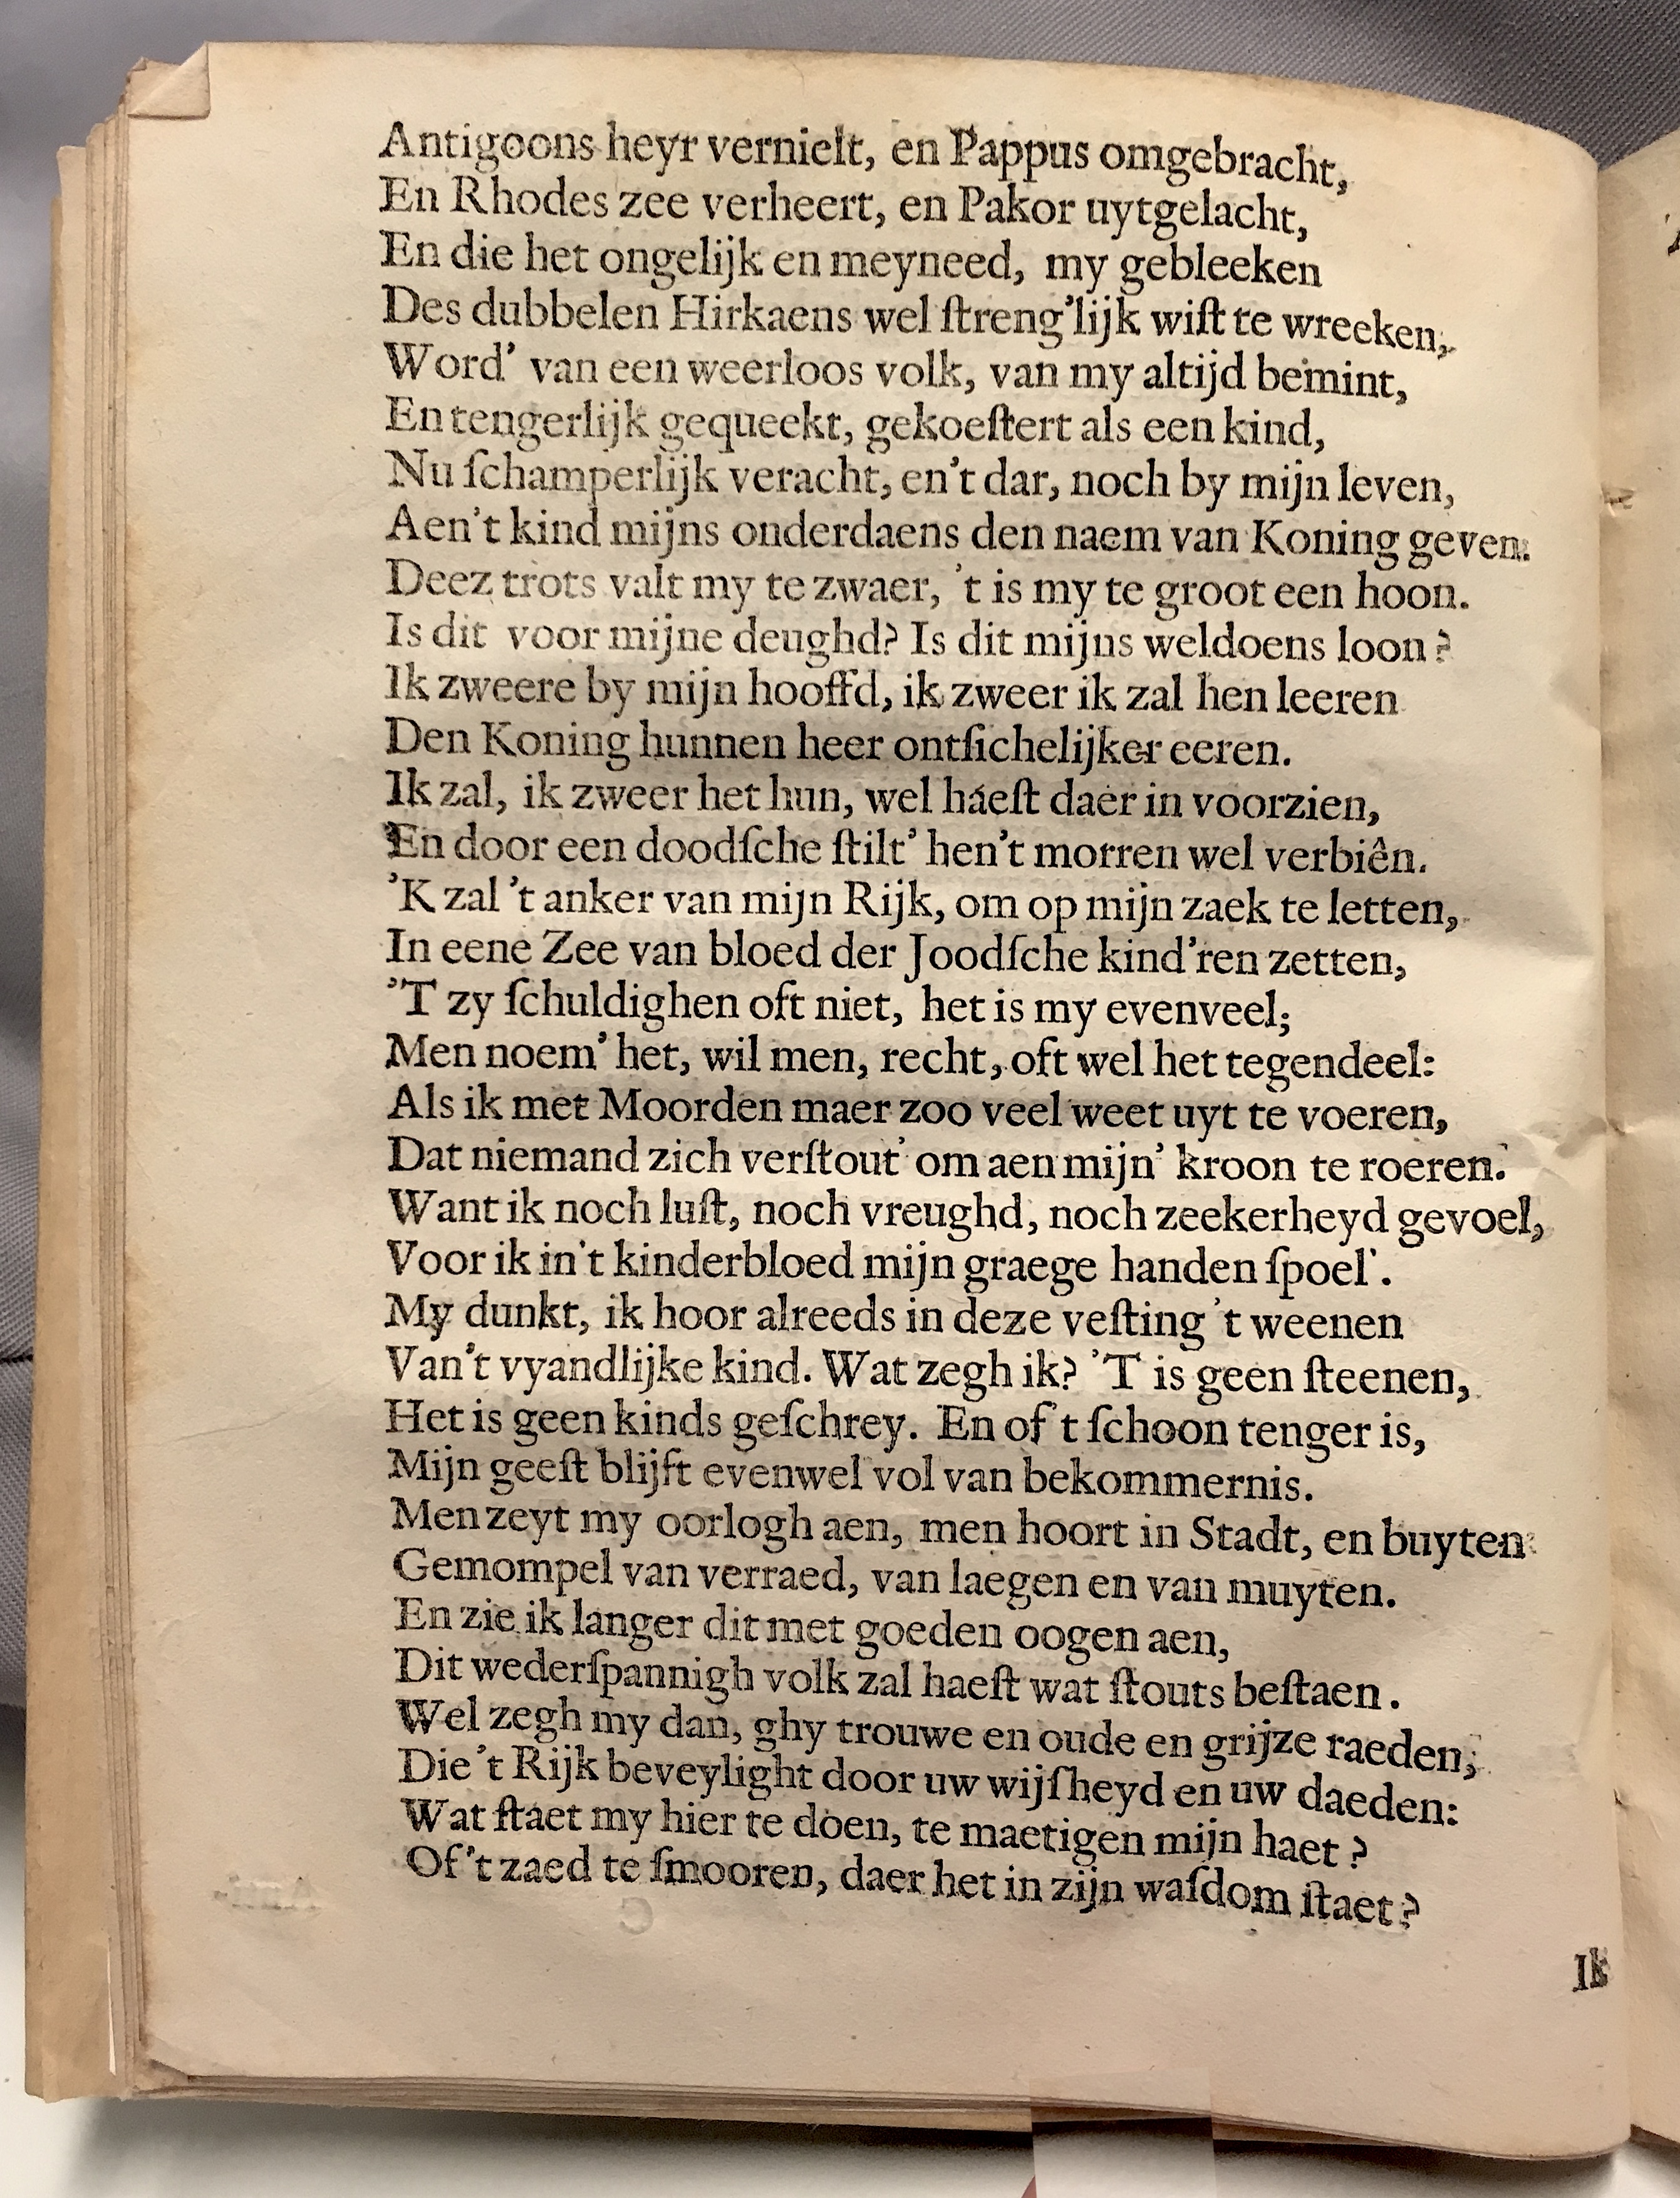 Antigoons heyr vernielt, en Pappus omgebracht,
En Rhodes zee verheert, en Pakor uytgelacht,
En die het ongelijk en meyneed, my gebleeken
Des dubbelen Hirkaens wel ſtreng'lijk wiſt te wreeken,
Word' van een weerloos volk, van my altijd bemint,
En tengerlijk gequeekt, gekoeſtert als een kind,
Nu ſchamperlijk veracht, en't dar, noch by mijn leven,
Aen't kind mijns onderdaens den naem van Koning geven.
Deez trots valt my te zwaer, 't is my te groot een hoon.
Is dit voor mijne deughd? Is dit mijns weldoens loon?
Ik zweere by mijn hooffd, ik zweer ik zal hen leeren
Den Koning hunnen heer ontſichelijker eeren.
Ik zal, ik zweer het hun, wel háeſt daer in voorzien,
En door een doodſche ſtilt' hen't morren wel verbiên.
'K zal 't anker van mijn Rijk, om op mijn zaek te letten,
In eene Zee van bloed der Joodſche kind'ren zetten,
'T zy ſchuldighen oft niet, het is my evenveel;
Men noem' het, wil men, recht, oft wel het tegendeel:
Als ik met Moorden maer zoo veel weet uyt te voeren,
Dat niemand zich verſtout' om aen mijn' kroon te roeren.
Want ik noch luſt, noch vreughd, noch zeekerheyd gevoel,
Voor ik in't kinderbloed mijn graege handen ſpoel'.
My dunkt, ik hoor alreeds in deze veſting 't weenen
Van't vyandlijke kind. Wat zegh ik? 'T is geen ſteenen,
Het is geen kinds geſchrey. En of't ſchoon tenger is,
Mijn geeſt blijft evenwel vol van bekommernis.
Men zeyt my oorlogh aen, men hoort in Stadt, en buyten
Gemompel van verraed, van laegen en van muyten.
En zie ik langer dit met goeden oogen aen,
Dit wederſpannigh volk zal haeſt wat ſtouts beſtaen.
Wel zegh my dan, ghy trouwe en oude en grijze raeden,
Die 't Rijk beveylight door uw wijſheyd en uw daeden:
Wat ſtaet my hier te doen, te maetigen mijn haet?
Of't zaed te ſmooren, daer het in zijn waſdom ſtaet?
Ik